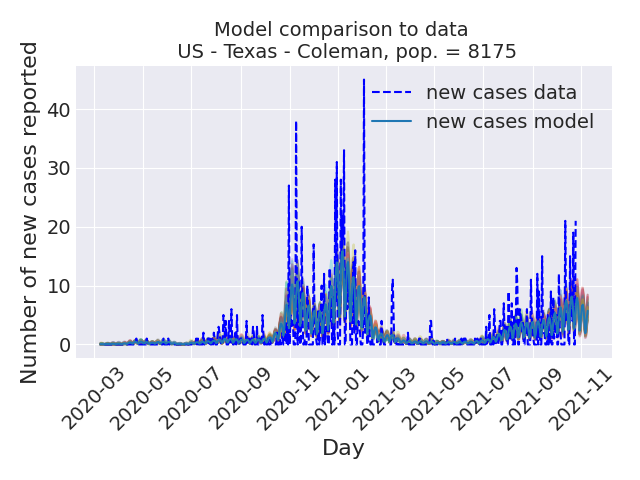 Model comparison to data
US - Texas - Coleman, pop. = 8175
Number of new cases reported
40
30
20
10
0
new cases data
new cases model
2020-03
2020-05
2020-07
2020-09
2020-11
2021-01
2021-03
2021-05
2021-07
2021-09
2021-11
Day